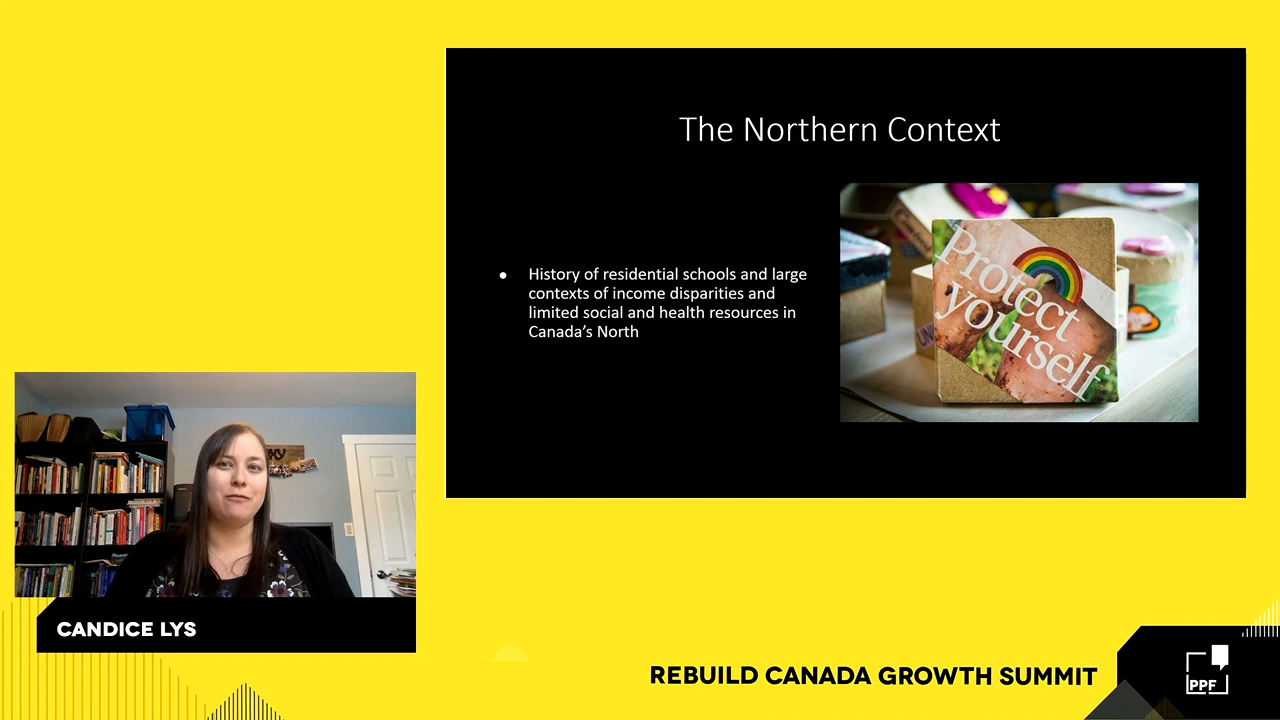 The Northern Context
● History of residential schools and large
contexts of income disparities and
limited social and health resources in
Canada’s North
Protect
yourself
CANDICE LYS
REBUILD CANADA GROWTH SUMMIT
PPF